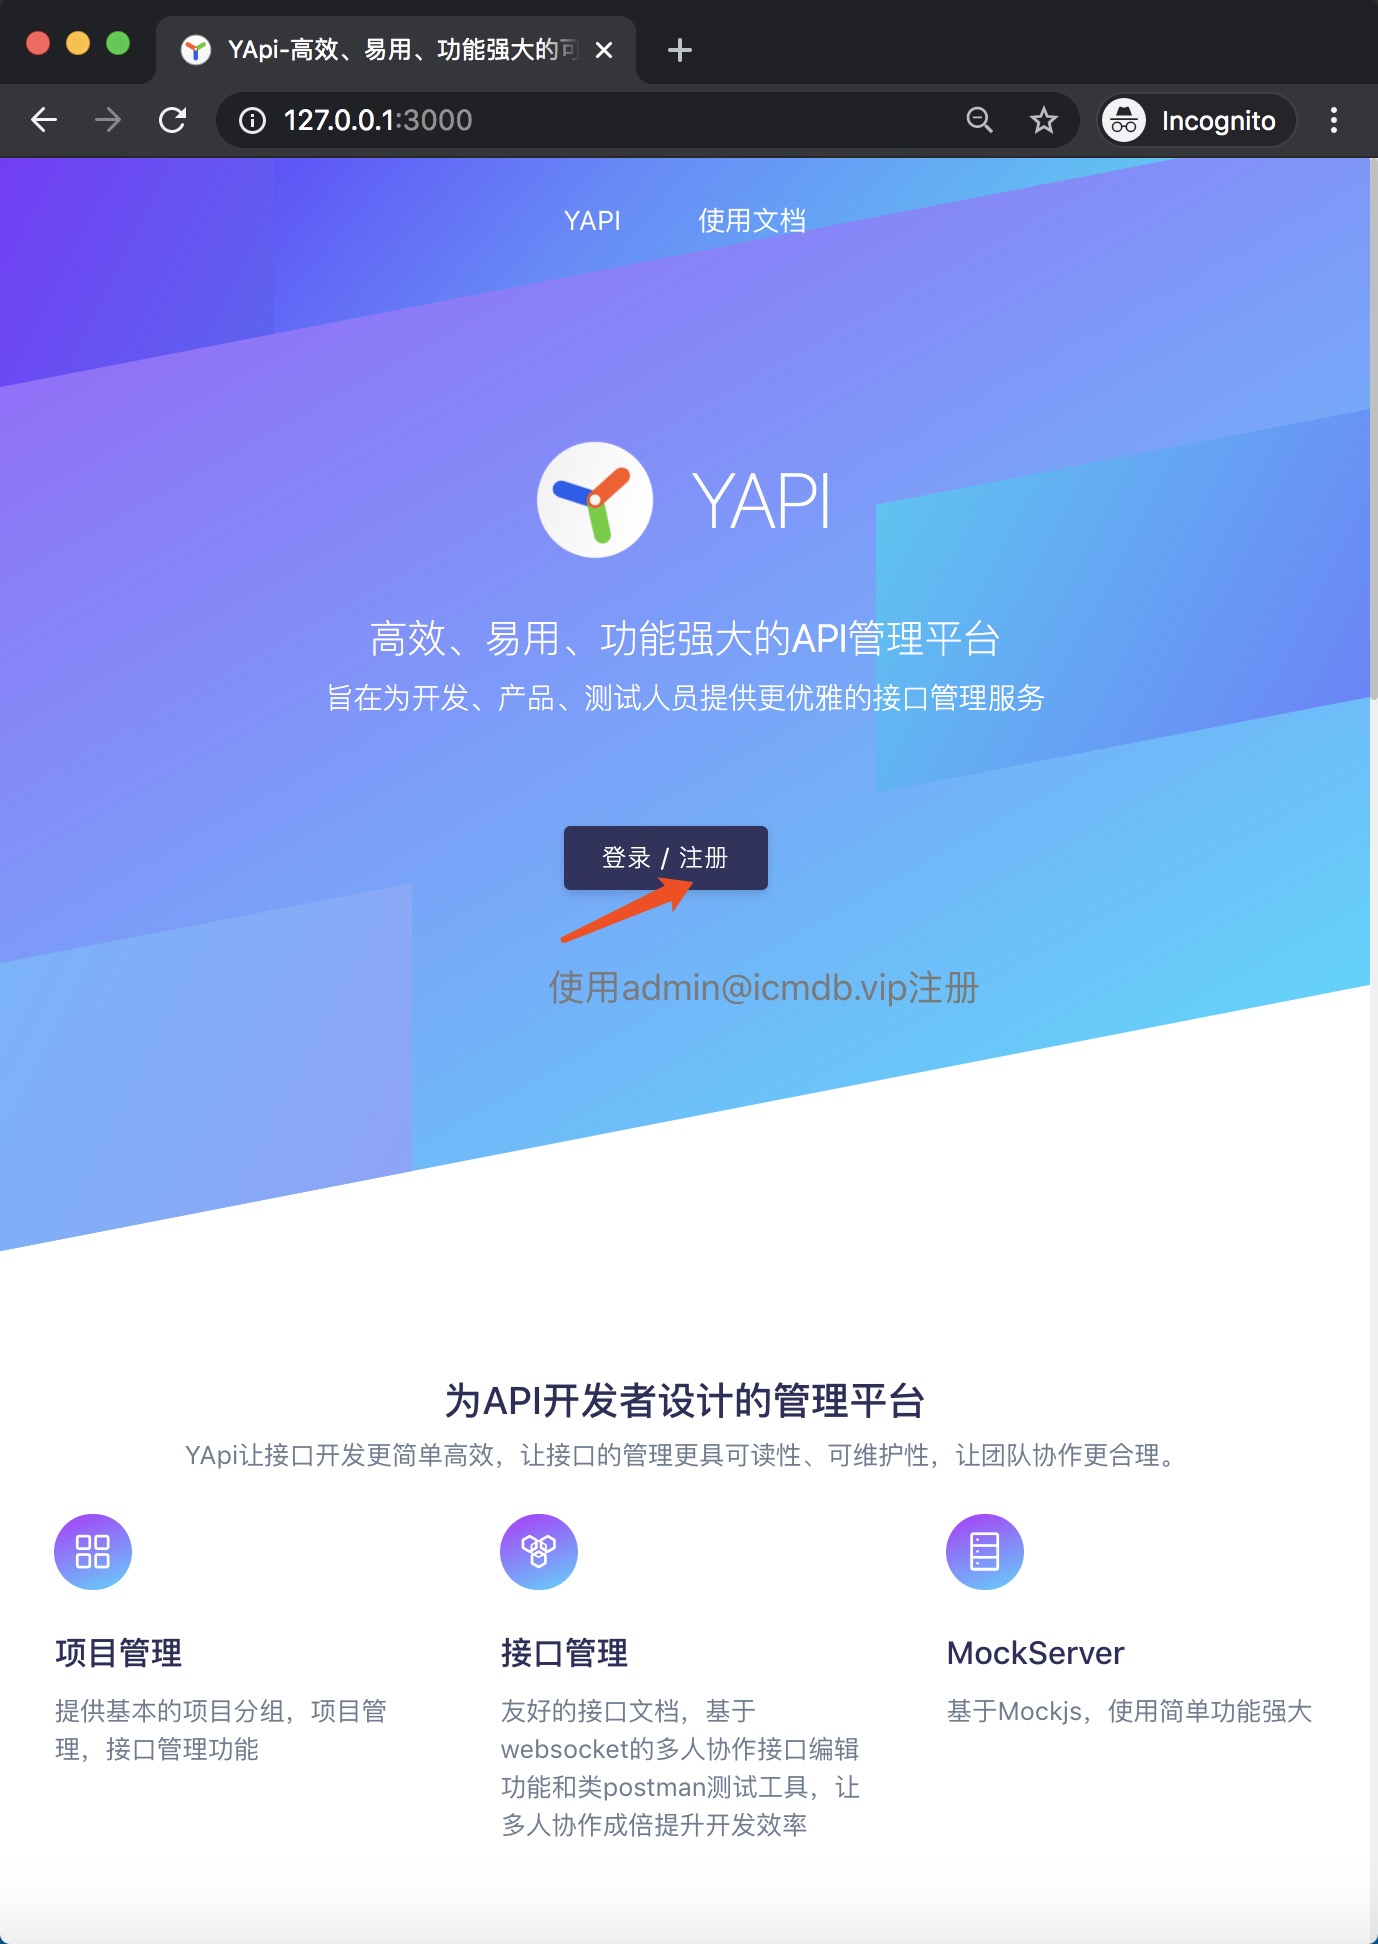 YApi-高效、易用、功能强大的可
127.0.0.1:3000
Incognito
YAPI 使用文档
YAPI
高效、易用、功能强大的API管理平台
旨在为开发、产品、测试人员提供更优雅的接口管理服务
登录 / 注册
使用admin@icmdb.vip注册
为API开发者设计的管理平台
YApi让接口开发更简单高效，让接口的管理更具可读性、可维护性，让团队协作更合理。
项目管理
提供基本的项目分组，项目管
理，接口管理功能
接口管理
友好的接口文档，基于
websocket的多人协作接口编辑
功能和类postman测试工具，让
多人协作成倍提升开发效率
MockServer
基于Mockjs，使用简单功能强大